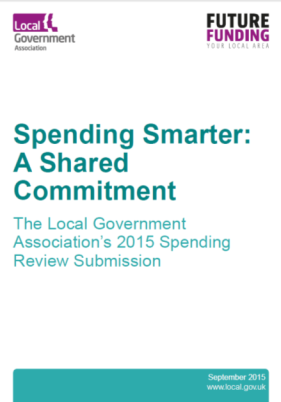 Local
Government
Association
FUTURE
FUNDING
YOUR LOCAL AREA
Spending Smarter:
A Shared
Commitment
The Local Government
Association's 2015 Spending
Review Submission
September 2015
www.local.gov.uk